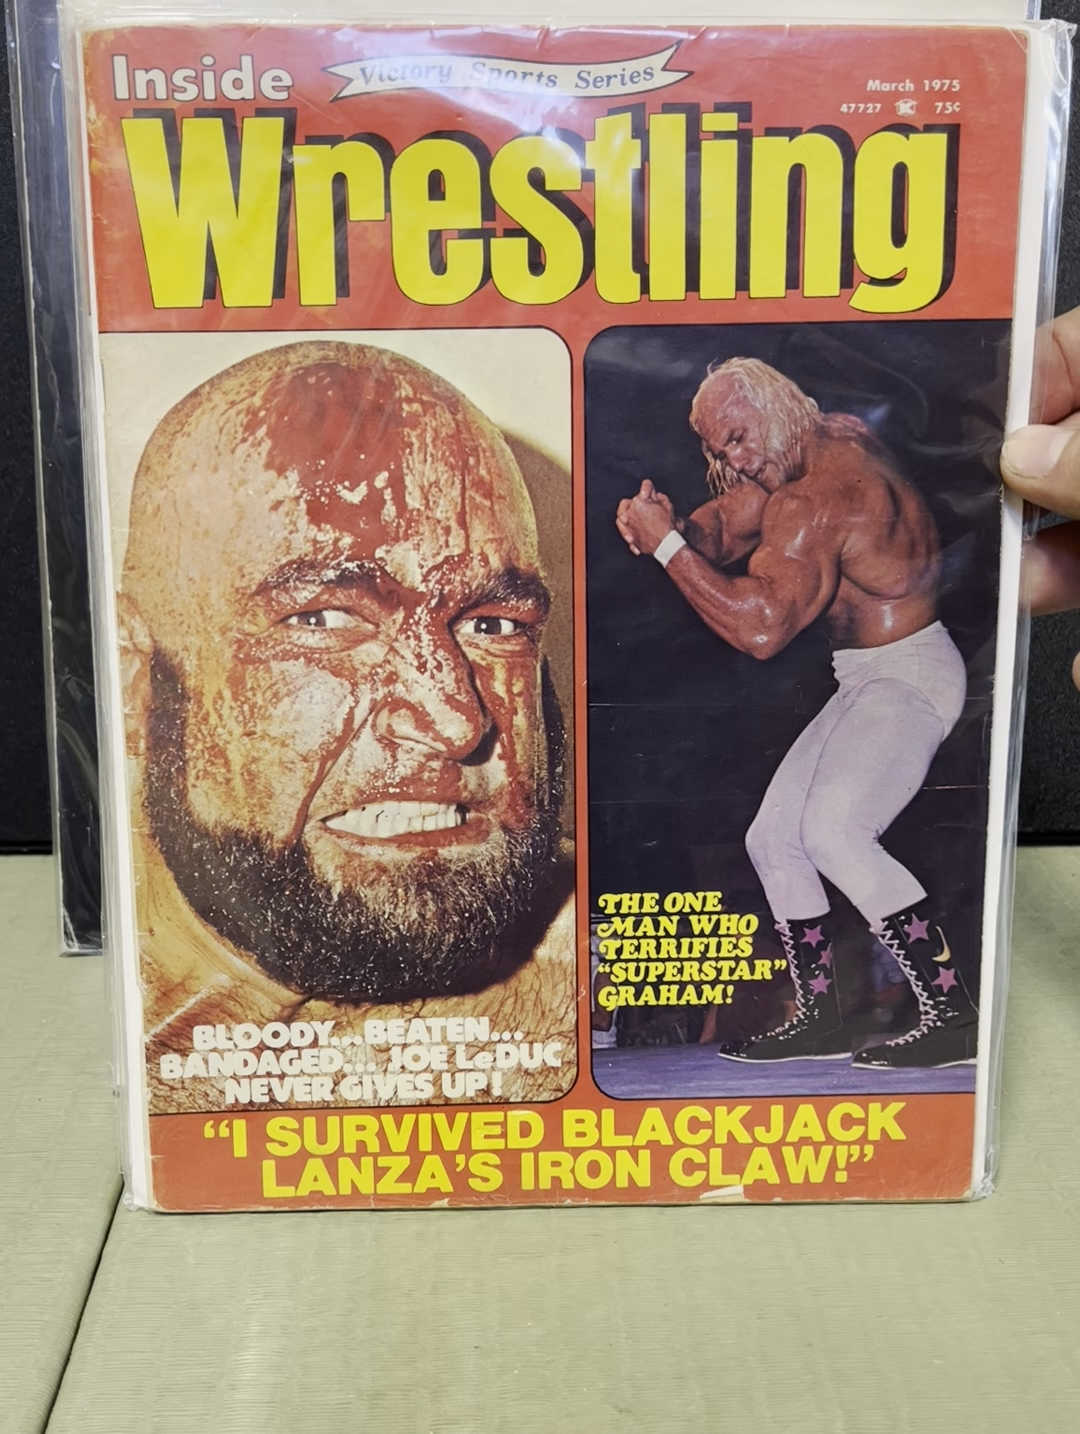 Inside
Victory Sports Series
March 1975
47727 K 75¢
Wrestling
THE ONE
MAN WHO
TERRIFIES
“SUPERSTAR”
GRAHAM!
BLOODY...BEATEN...
BANDAGED... JOE LeDUC
NEVER GIVES UP!
“I SURVIVED BLACKJACK
LANZA’S IRON CLAW!”